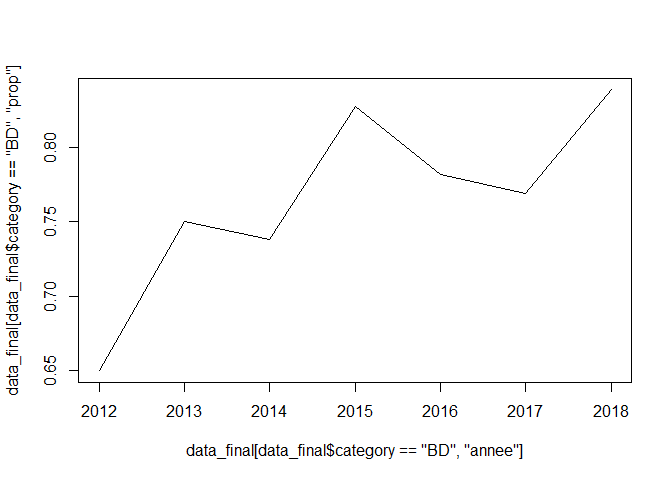 data_final[data_final$category == "BD", "prop"]
0.80
0.75
0.70
0.65
2012 2013 2014 2015 2016 2017 2018
data_final[data_final$category == "BD", "annee"]